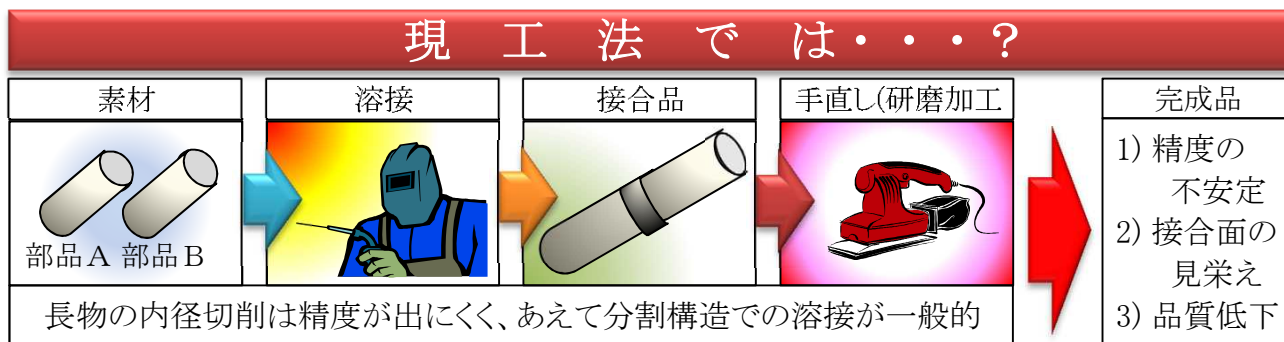 現工法では・・・?
素材
溶接
接合品
手直し(研磨加工
完成品
部品A 部品B
1) 精度の
不安定
2) 接合面の
見栄え
3) 品質低下
長物の内径切削は精度が出にくく、あえて分割構造での溶接が一般的